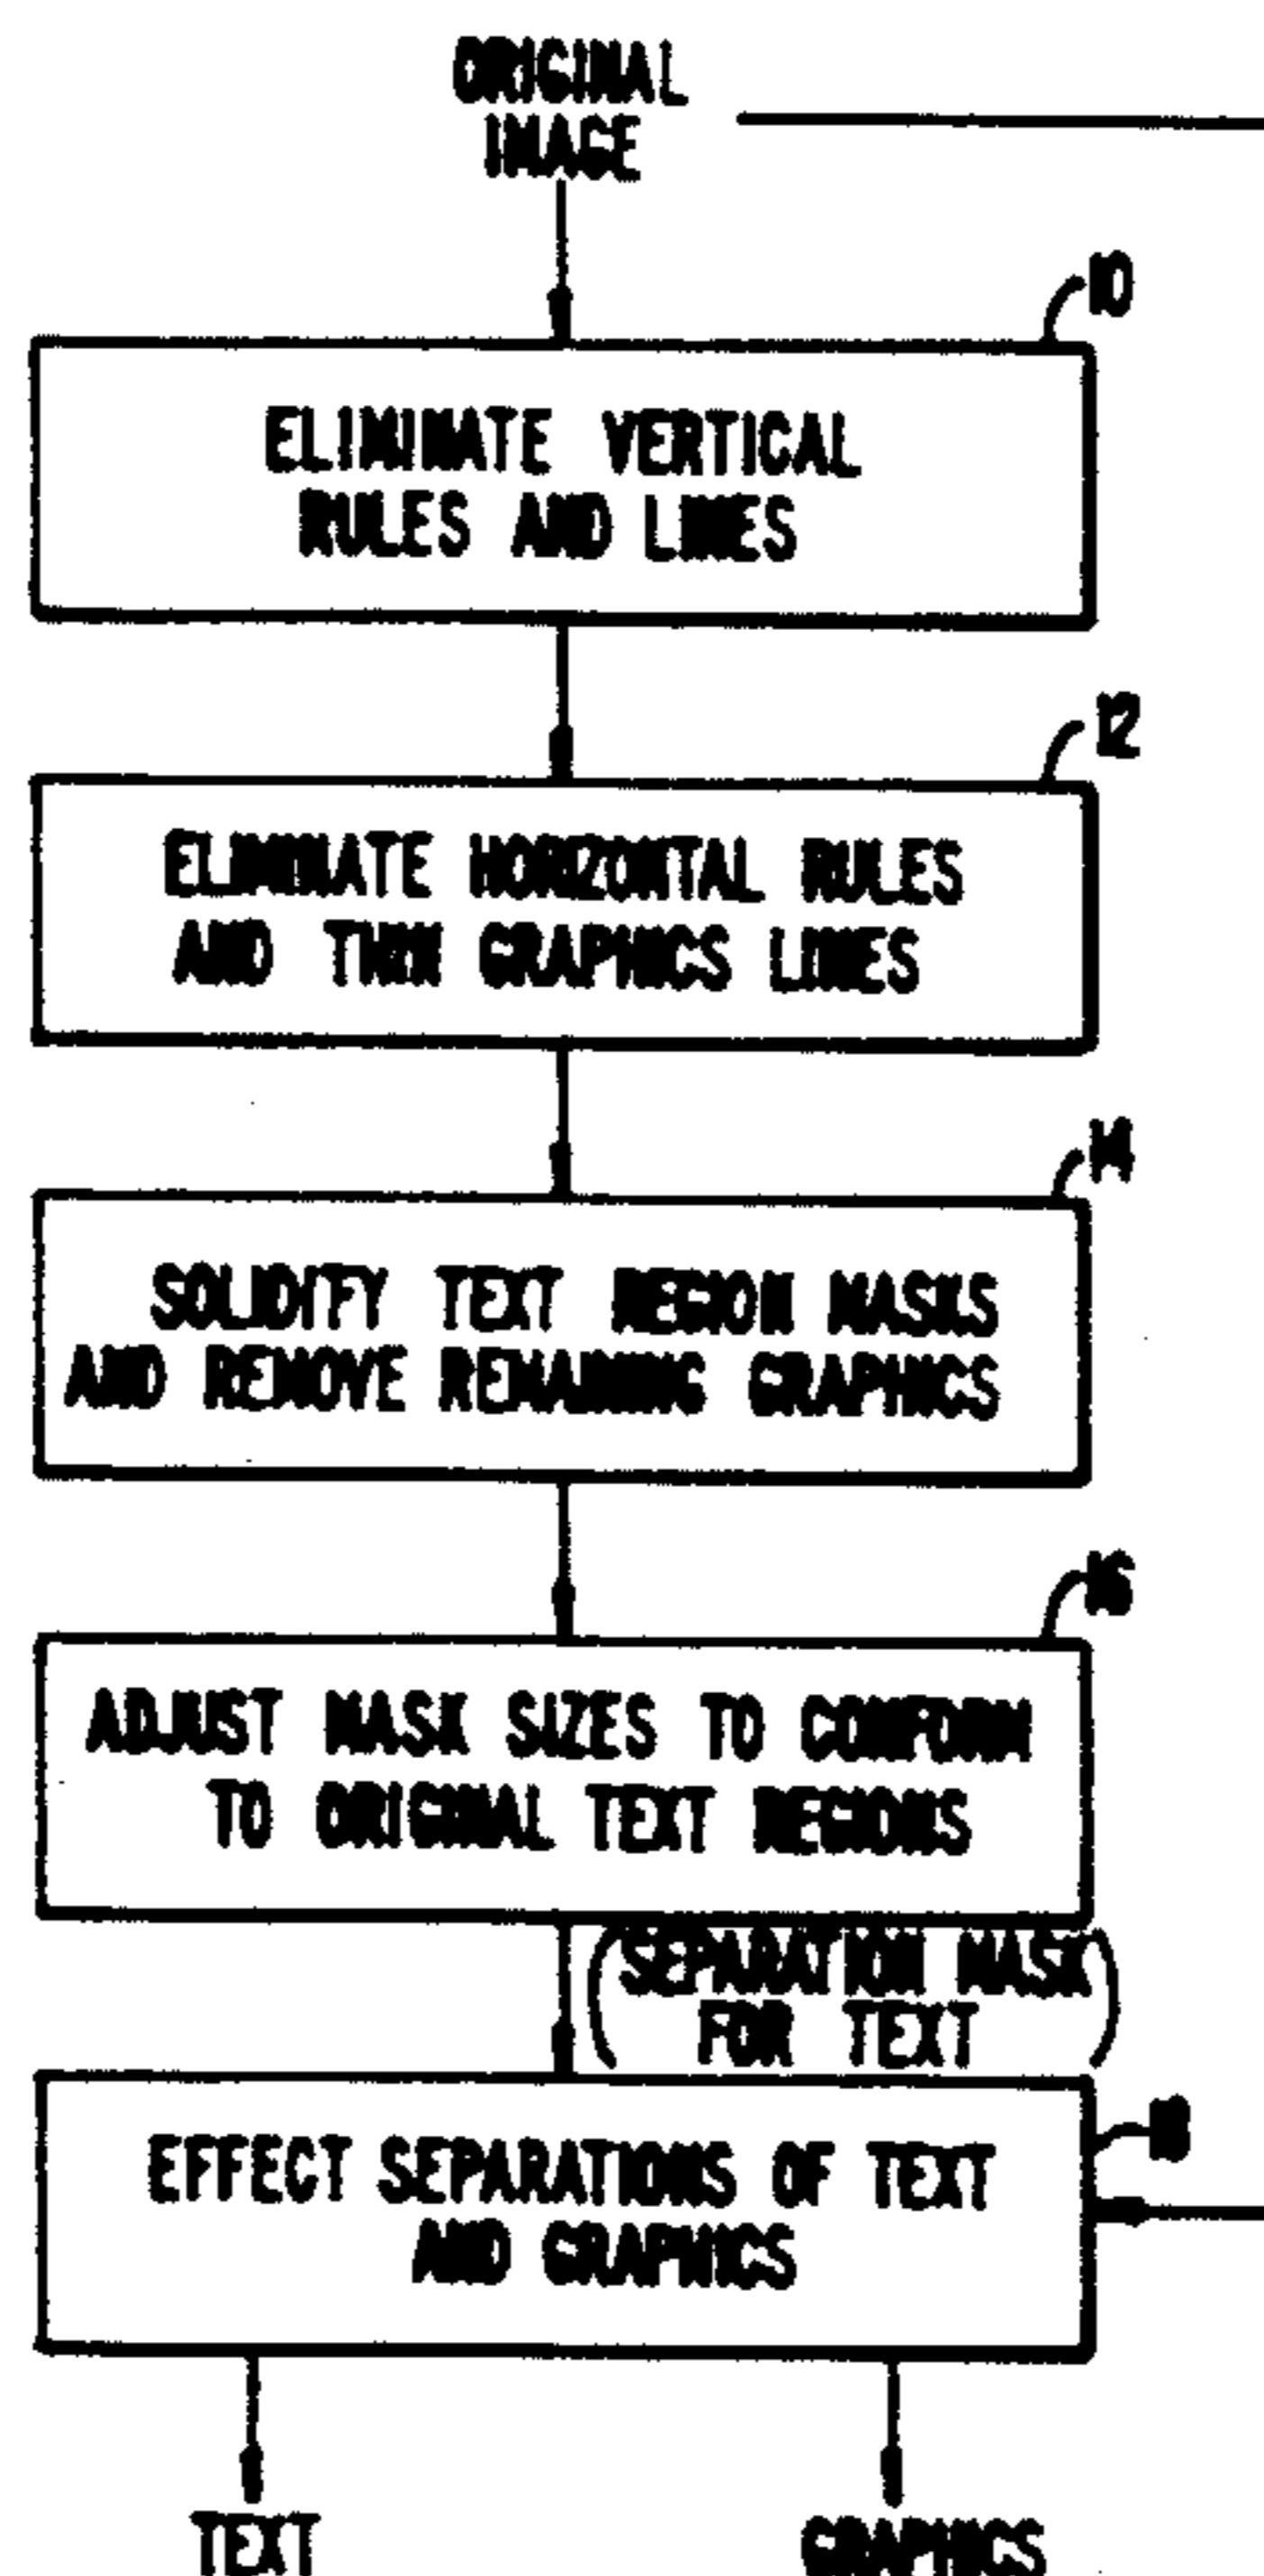 ORIGINAL
IMAGE
10
ELIMINATE VERTICAL
RULES AND LINES
12
ELIMINATE HORIZONTAL RULES
AND THIN GRAPHICS LINES
14
SOLIDIFY TEXT REGION MASKS
AND REMOVE REMAINING GRAPHICS
16
ADJUST MASK SIZES TO CONFORM
TO ORIGINAL TEXT REGIONS
(SEPARATION MASK
FOR TEXT)
18
EFFECT SEPARATIONS OF TEXT
AND GRAPHICS
TEXT
GRAPHICS